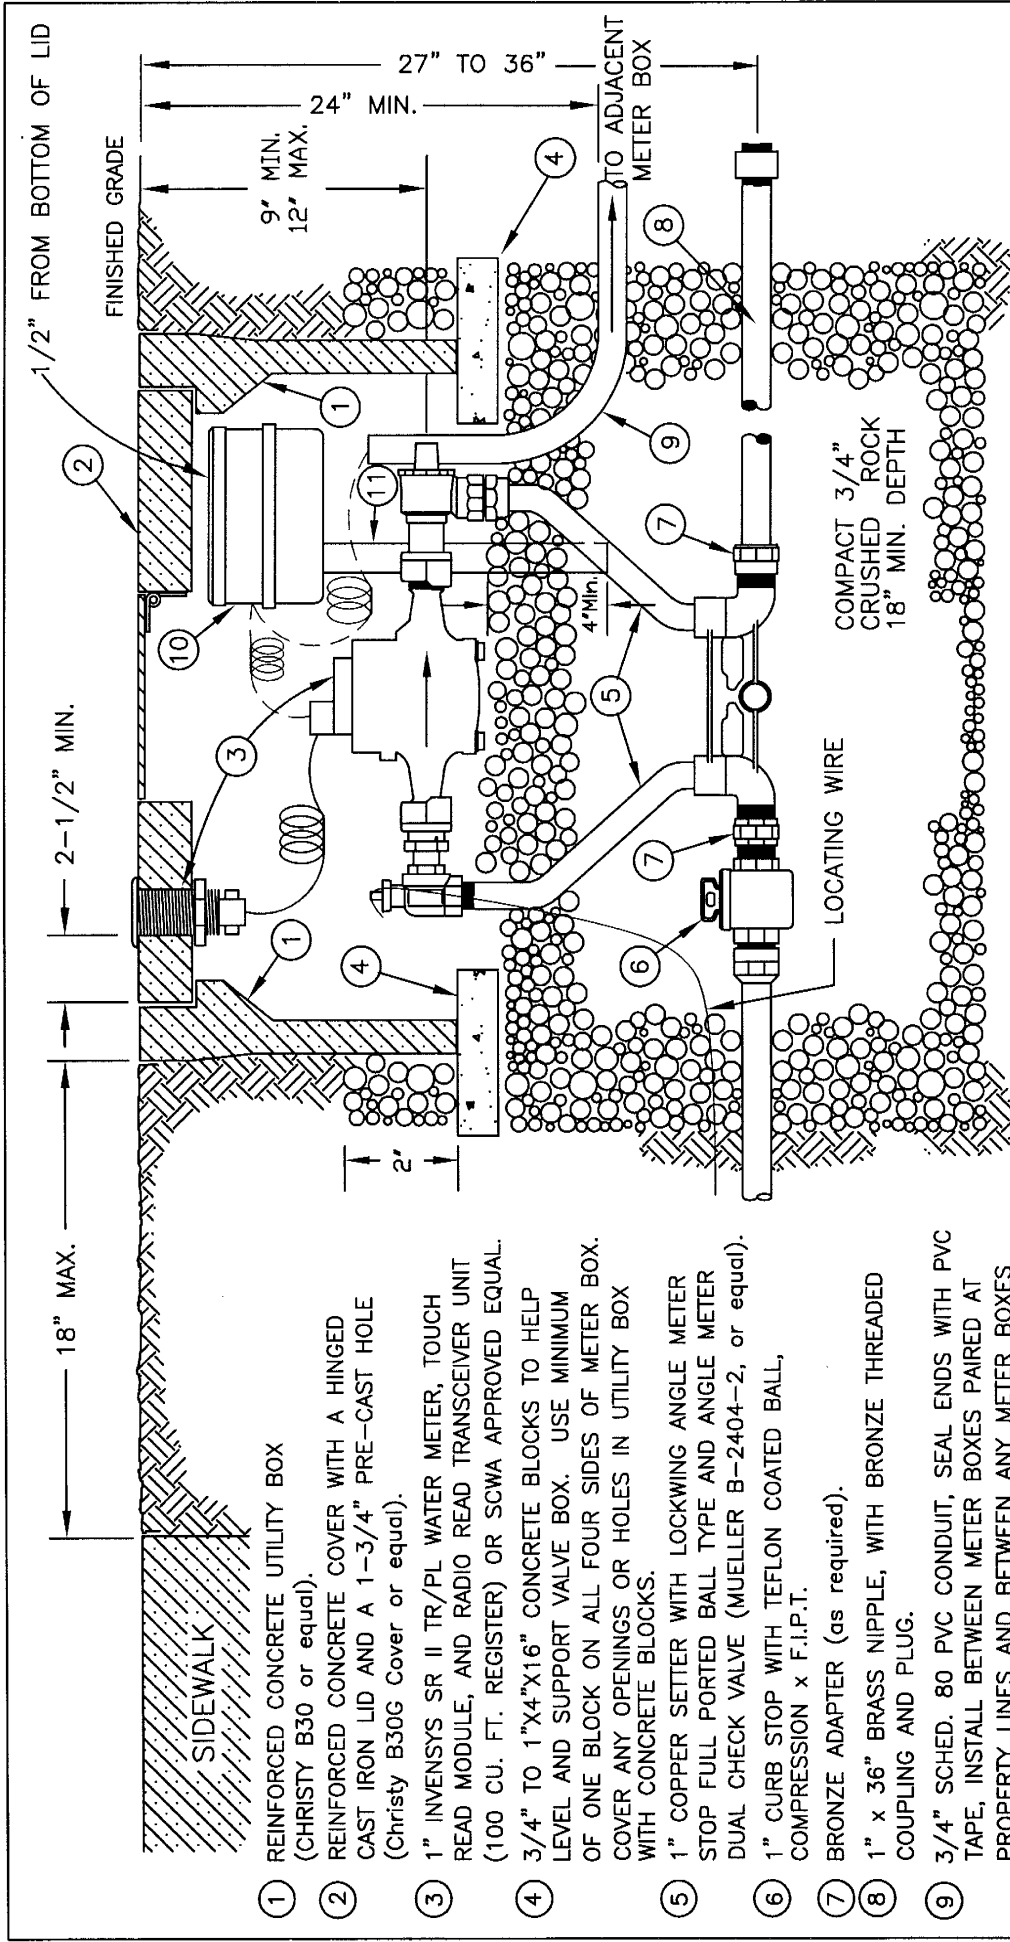 1/2" FROM BOTTOM OF LID
FINISHED GRADE
27" TO 36"
24" MIN.
9" MIN.
12" MAX.
TO ADJACENT
METER BOX
18" MAX.
2-1/2" MIN.
2"
4"Min.
SIDEWALK
LOCATING WIRE
COMPACT 3/4"
CRUSHED ROCK
18" MIN. DEPTH
1
2
3
10
11
1
1
4
4
5
6
7
7
8
9
1 REINFORCED CONCRETE UTILITY BOX
(CHRISTY B30 or equal).
2 REINFORCED CONCRETE COVER WITH A HINGED
CAST IRON LID AND A 1-3/4" PRE-CAST HOLE
(Christy B30G Cover or equal).
3 1" INVENSYS SR II TR/PL WATER METER, TOUCH
READ MODULE, AND RADIO READ TRANSCEIVER UNIT
(100 CU. FT. REGISTER) OR SCWA APPROVED EQUAL.
4 3/4" TO 1"X4"X16" CONCRETE BLOCKS TO HELP
LEVEL AND SUPPORT VALVE BOX. USE MINIMUM
OF ONE BLOCK ON ALL FOUR SIDES OF METER BOX.
COVER ANY OPENINGS OR HOLES IN UTILITY BOX
WITH CONCRETE BLOCKS.
5 1" COPPER SETTER WITH LOCKWING ANGLE METER
STOP FULL PORTED BALL TYPE AND ANGLE METER
DUAL CHECK VALVE (MUELLER B-2404-2, or equal).
6 1" CURB STOP WITH TEFLON COATED BALL,
COMPRESSION x F.I.P.T.
7 BRONZE ADAPTER (as required).
8 1" x 36" BRASS NIPPLE, WITH BRONZE THREADED
COUPLING AND PLUG.
9 3/4" SCHED. 80 PVC CONDUIT, SEAL ENDS WITH PVC
TAPE, INSTALL BETWEEN METER BOXES PAIRED AT
PROPERTY LINES AND BETWEEN ANY METER BOXES